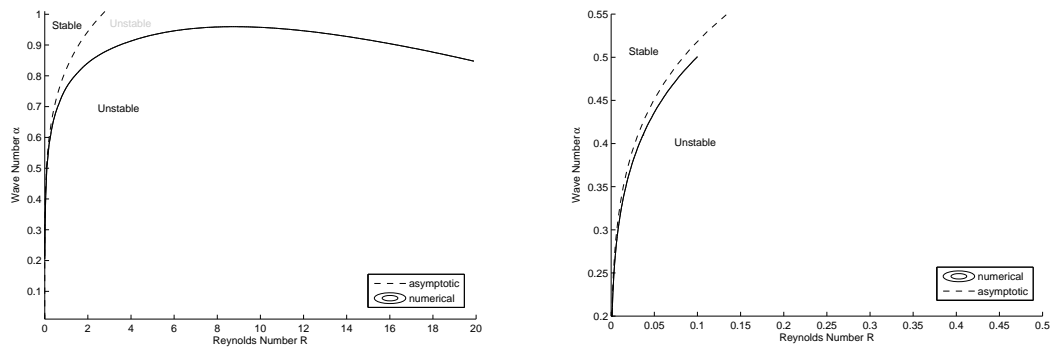 1
0.9
0.8
0.7
0.6
0.5
0.4
0.3
0.2
0.1
Wave Number α
Stable
Unstable
Unstable
asymptotic
numerical
0 2 4 6 8 10 12 14 16 18 20
Reynolds Number R
0.55
0.5
0.45
0.4
0.35
0.3
0.25
0.2
Wave Number α
Stable
Unstable
numerical
asymptotic
0 0.05 0.1 0.15 0.2 0.25 0.3 0.35 0.4 0.45 0.5
Reynolds Number R